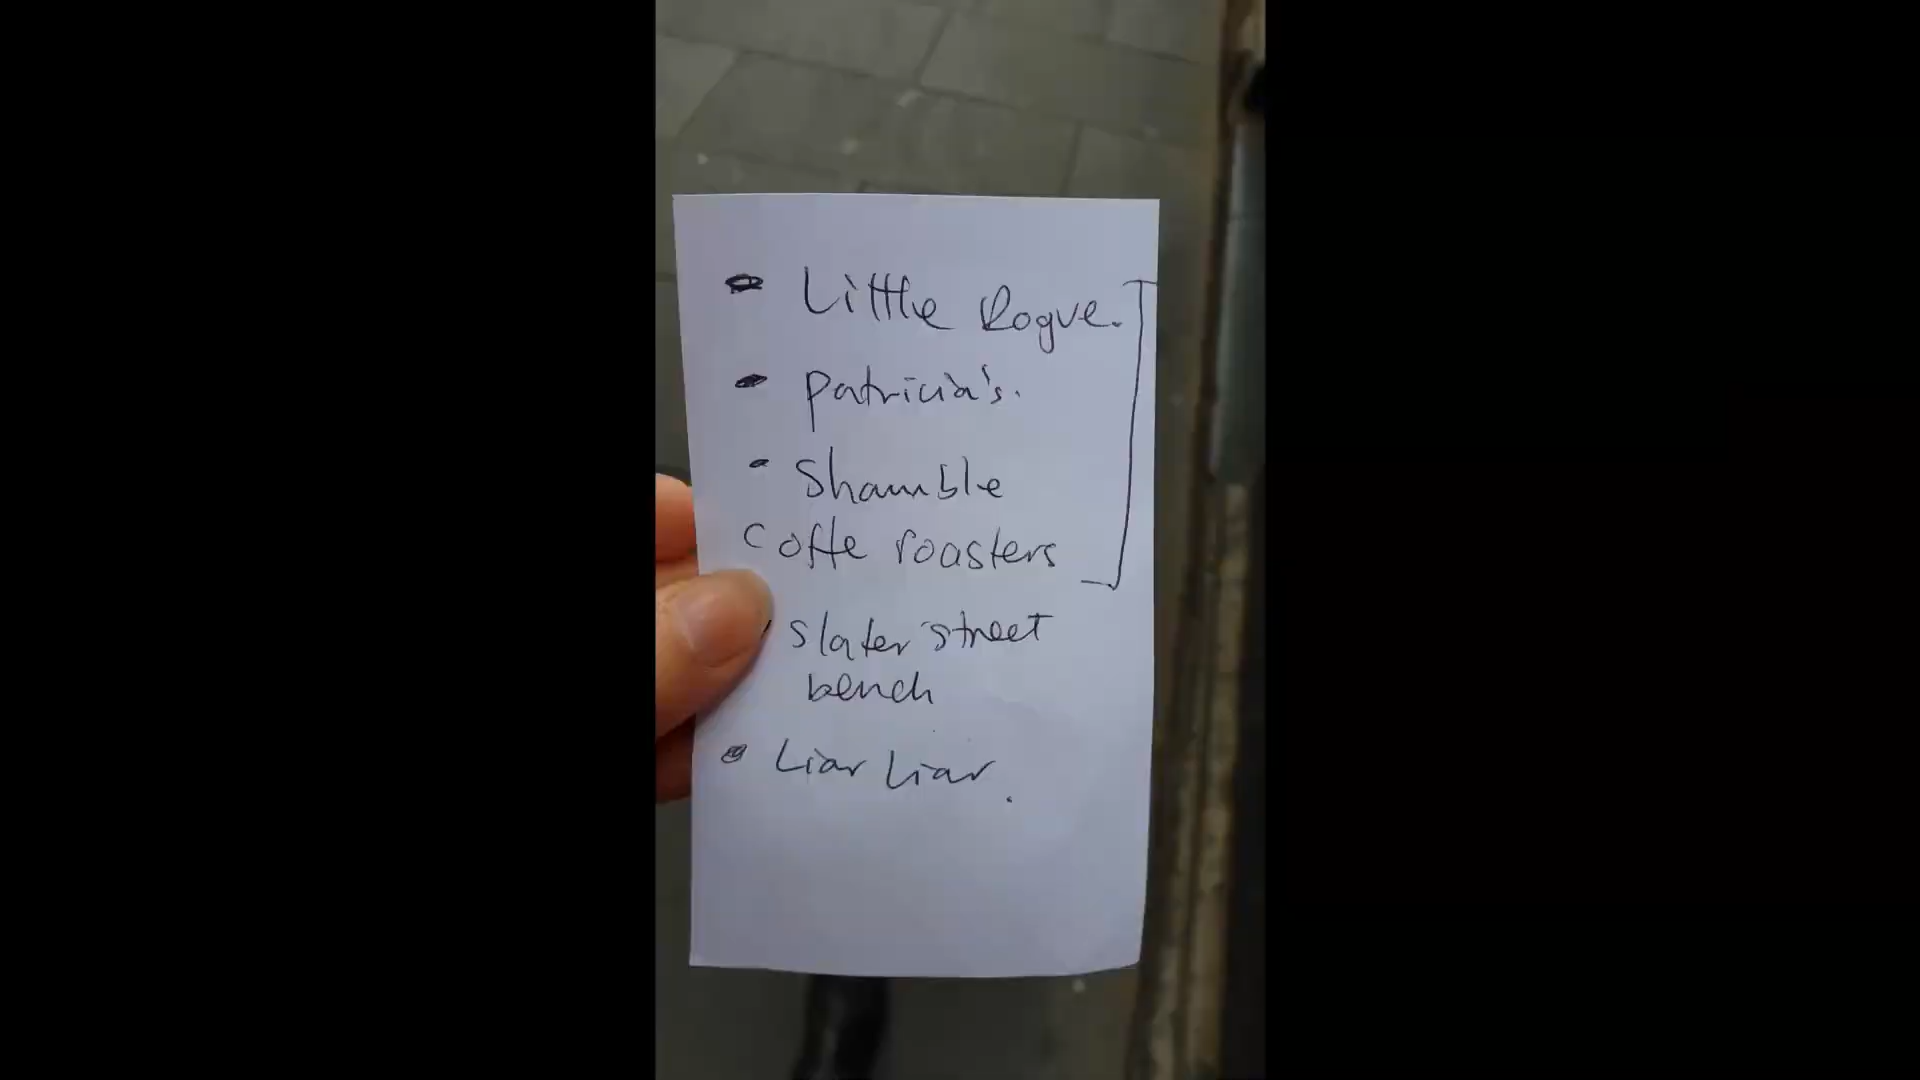 Little Rogue.
Patricia's.
Shamble
Coffe roasters
slater street
bench
Liar Liar.